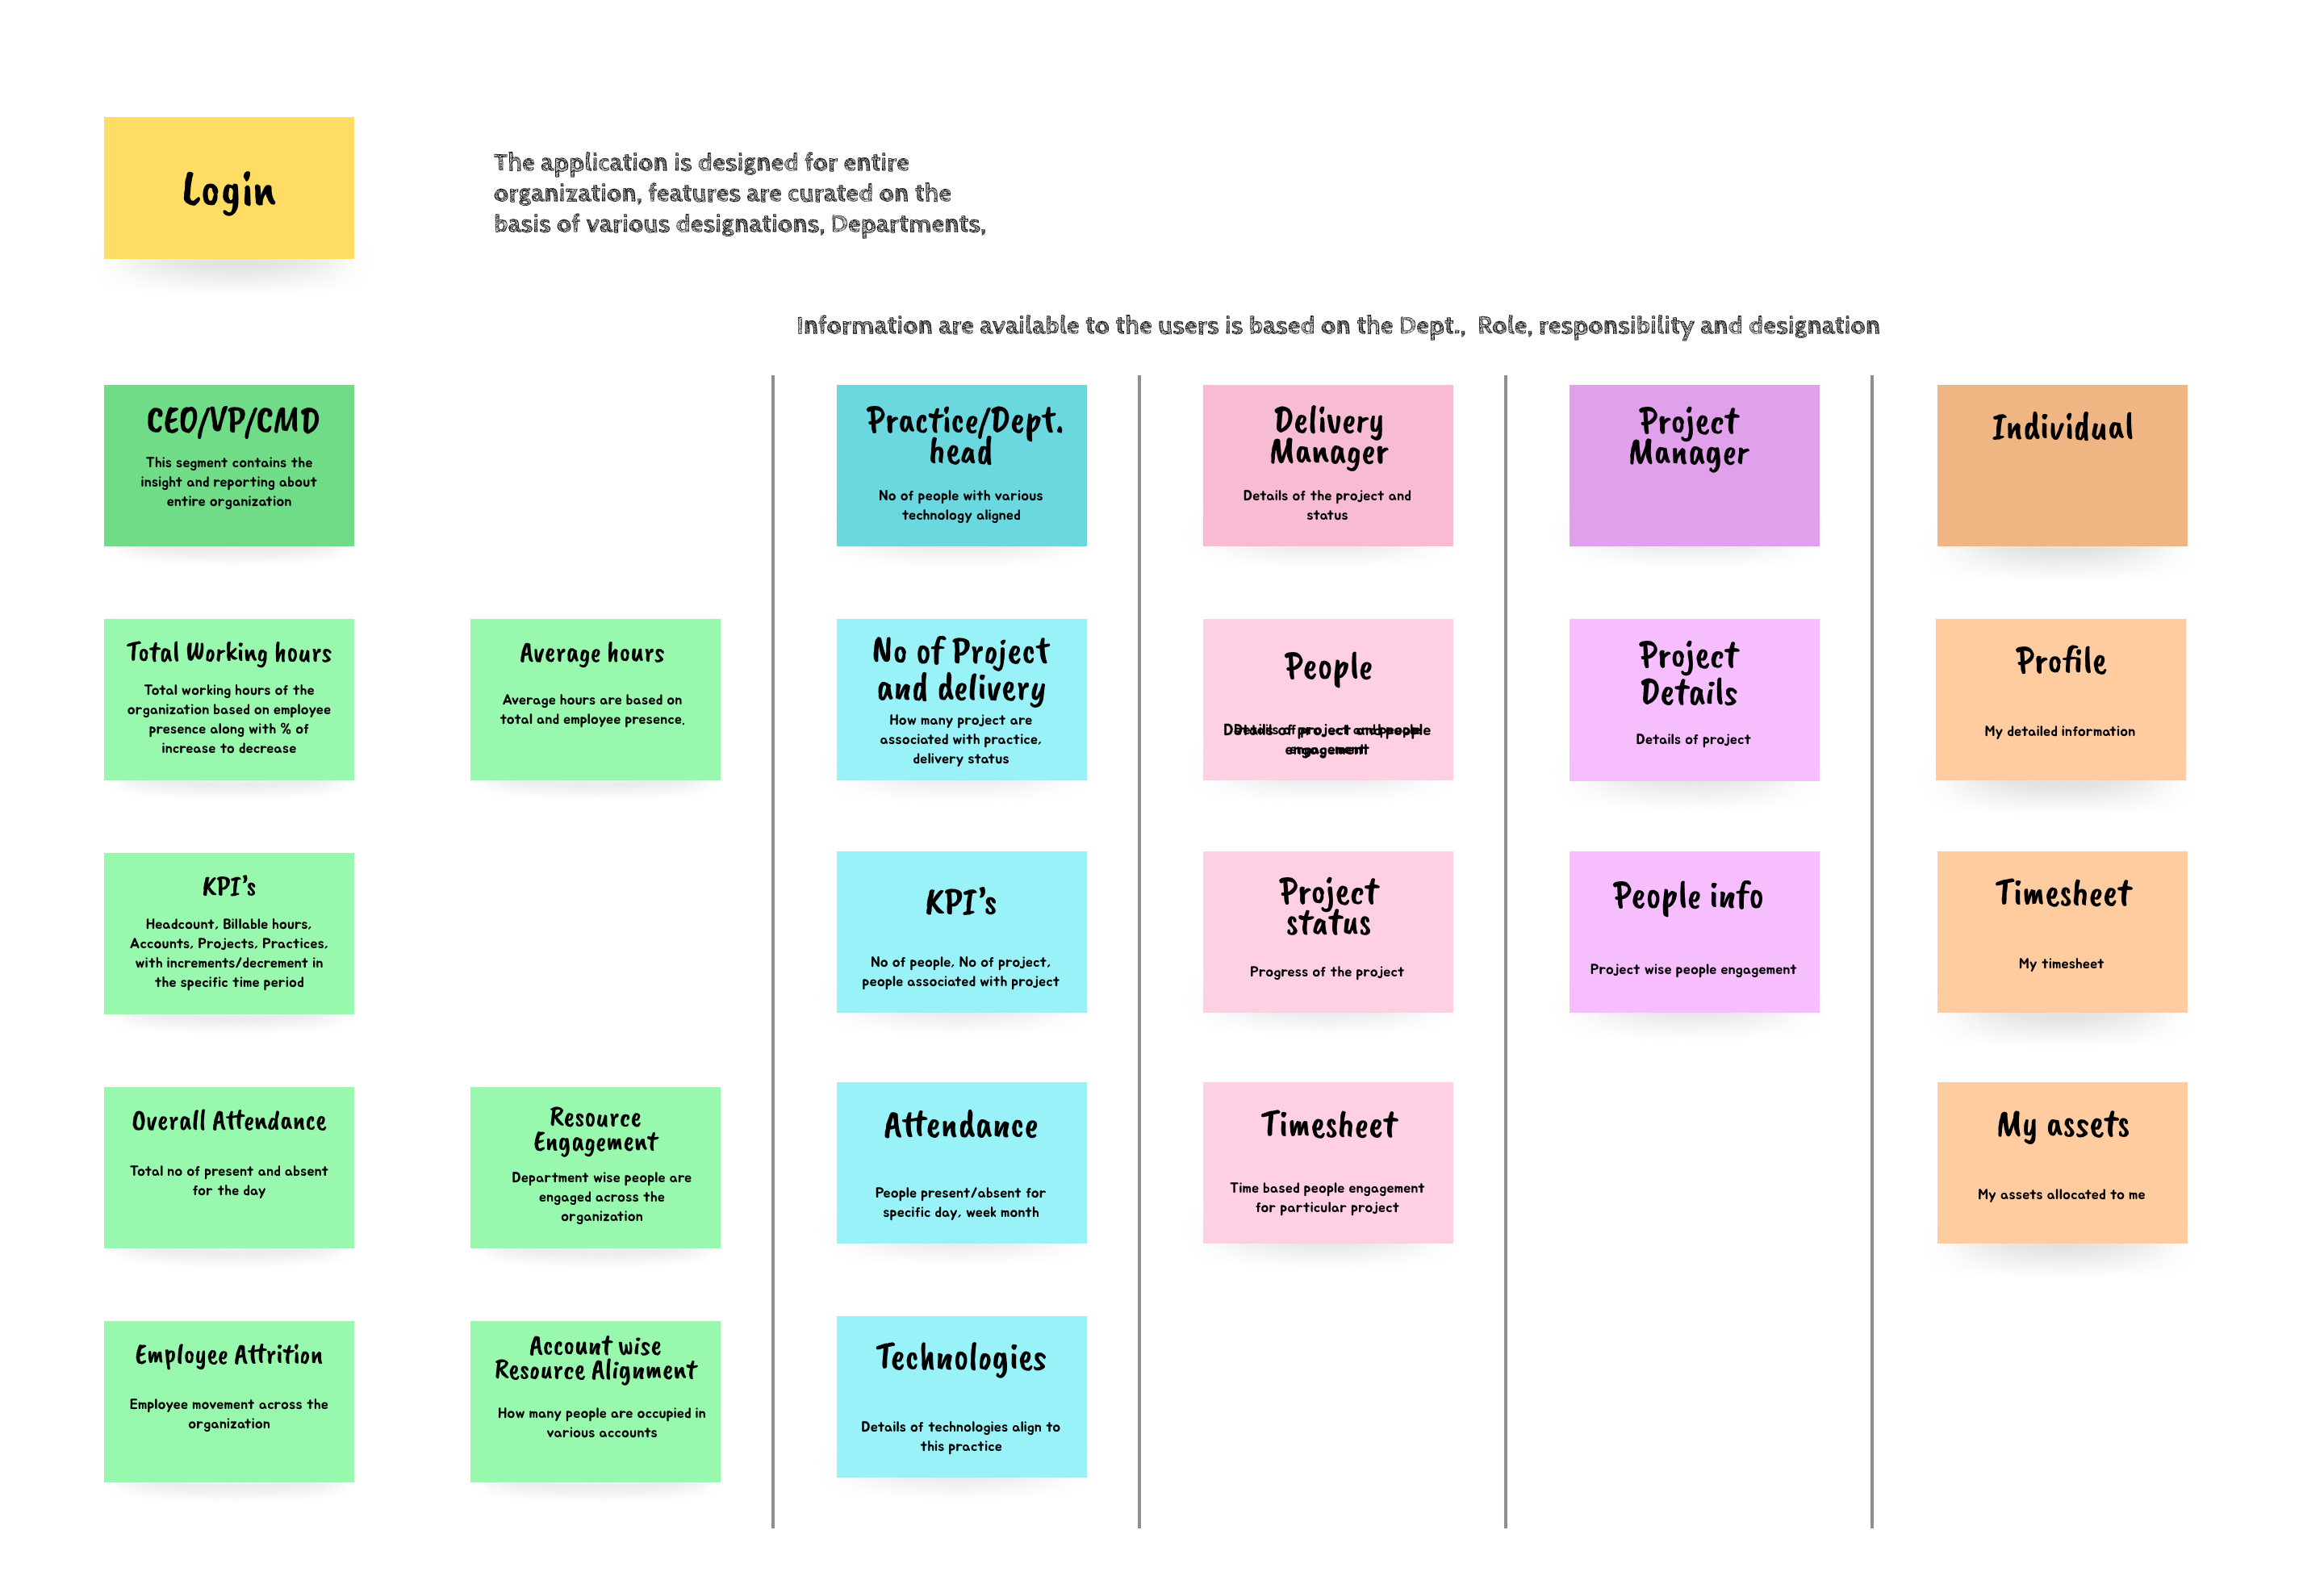 Login
The application is designed for entire
organization, features are curated on the
basis of various designations, Departments,
Information are available to the users is based on the Dept.,  Role, responsibility and designation
CEO/VP/CMD
This segment contains the
insight and reporting about
entire organization
Total Working hours
Total working hours of the
organization based on employee
presence along with % of
increase to decrease
Average hours
Average hours are based on
total and employee presence.
KPI's
Headcount, Billable hours,
Accounts, Projects, Practices,
with increments/decrement in
the specific time period
Overall Attendance
Total no of present and absent
for the day
Resource
Engagement
Department wise people are
engaged across the
organization
Employee Attrition
Employee movement across the
organization
Account wise
Resource Alignment
How many people are occupied in
various accounts
Practice/Dept.
head
No of people with various
technology aligned
No of Project
and delivery
How many project are
associated with practice,
delivery status
KPI's
No of people, No of project,
people associated with project
Attendance
People present/absent for
specific day, week month
Technologies
Details of technologies align to
this practice
Delivery
Manager
Details of the project and
status
People
Details of project and people
engagement
Project
status
Progress of the project
Timesheet
Time based people engagement
for particular project
Project
Manager
Project
Details
Details of project
People info
Project wise people engagement
Individual
Profile
My detailed information
Timesheet
My timesheet
My assets
My assets allocated to me